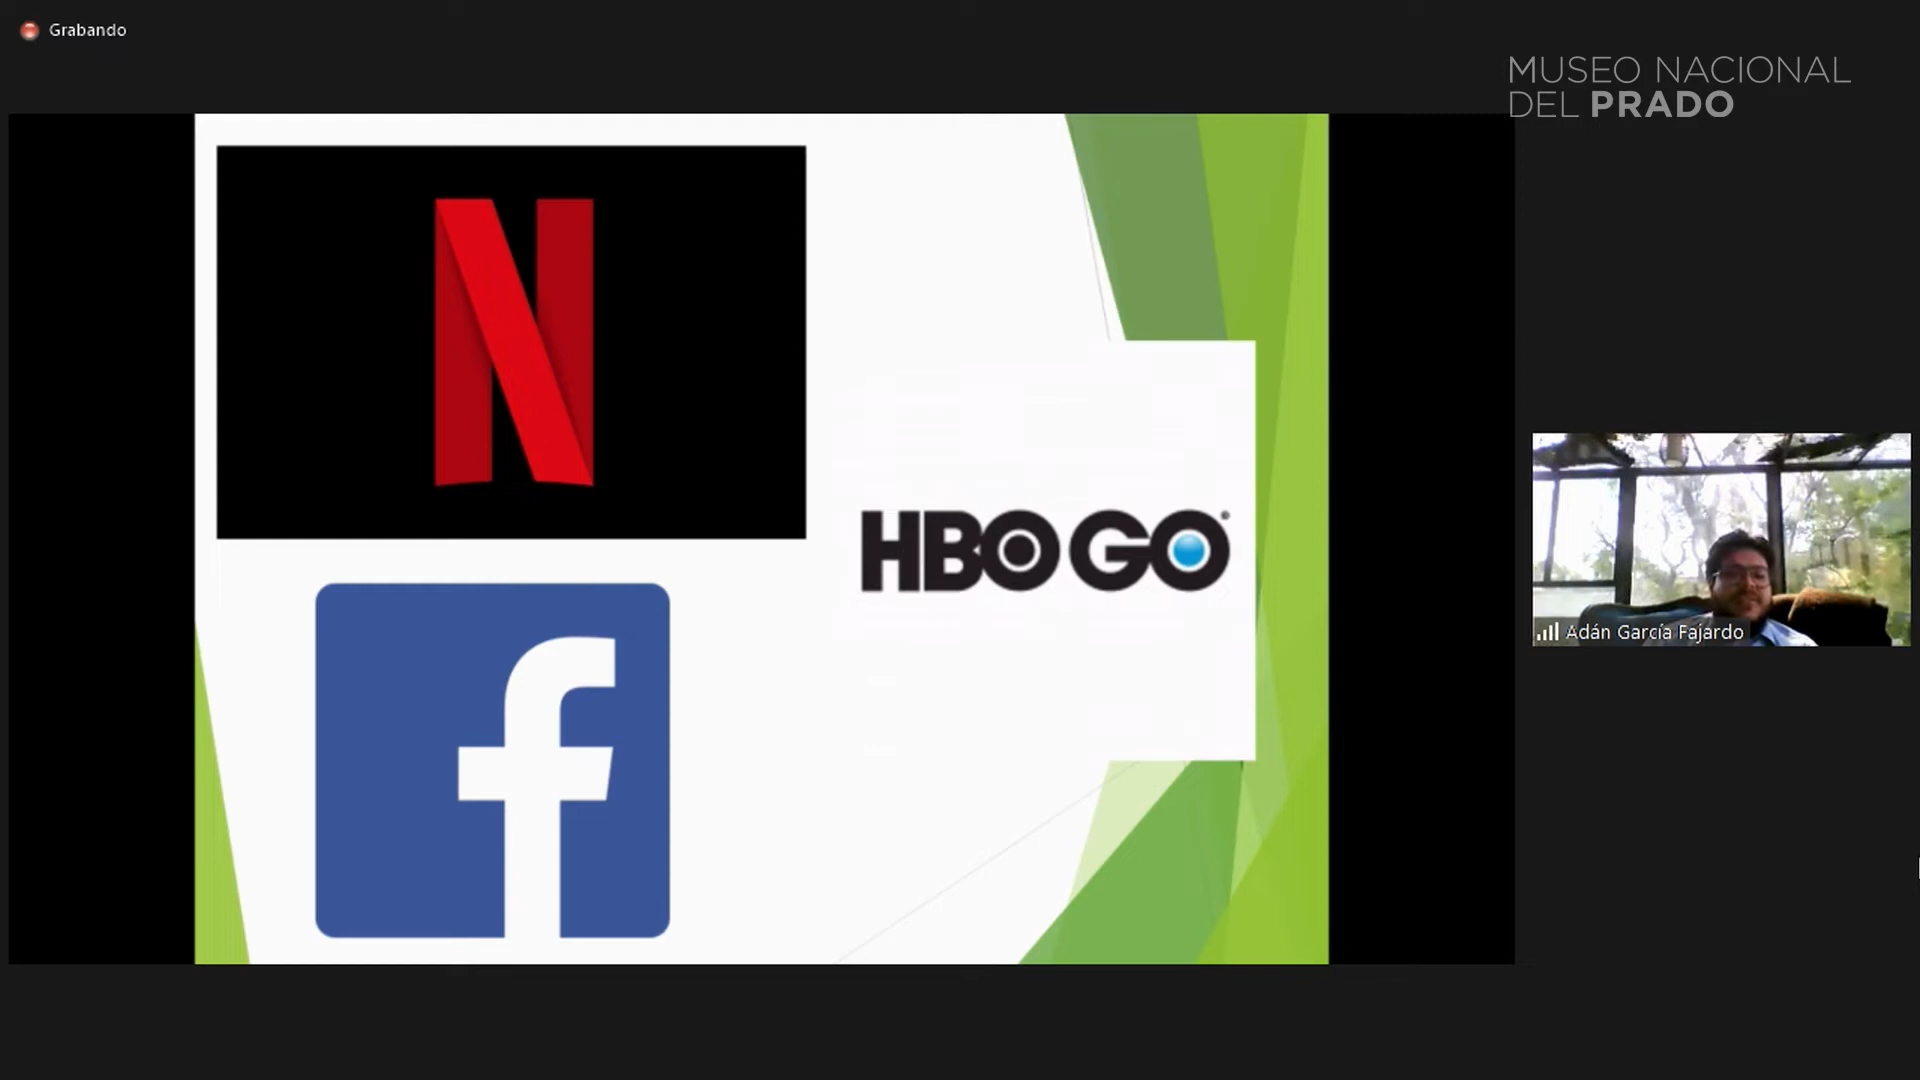 Grabando
MUSEO NACIONAL
DEL PRADO
N
HBO GO
f
Adán García Fajardo